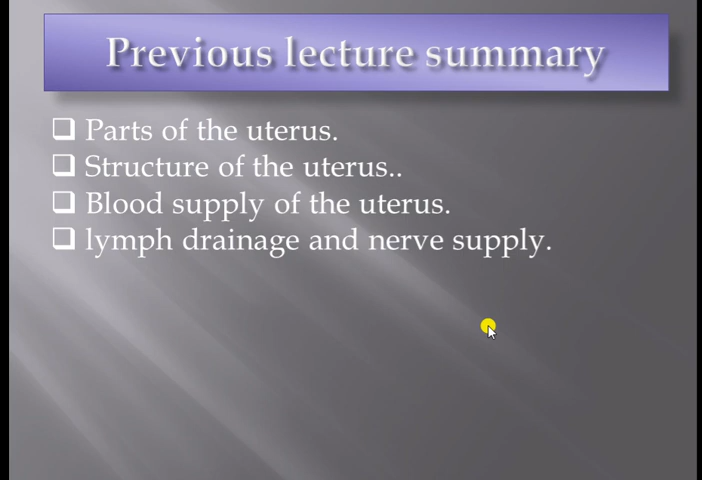 Previous lecture summary
❑ Parts of the uterus.
❑ Structure of the uterus..
❑ Blood supply of the uterus.
❑ lymph drainage and nerve supply.